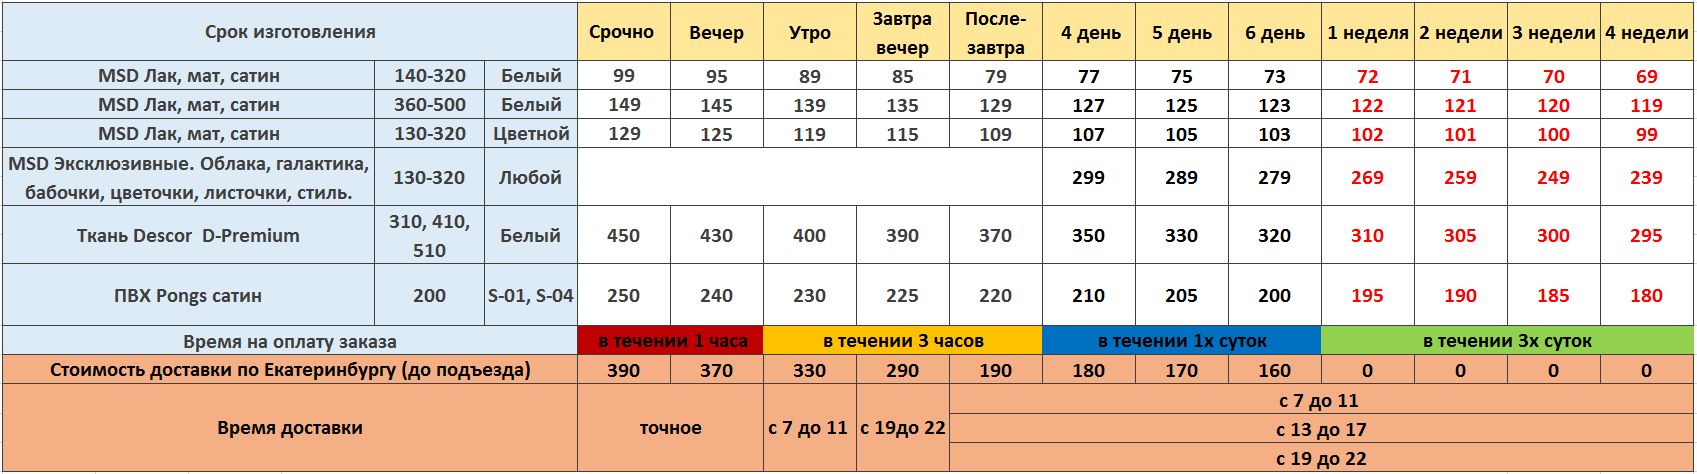 Срок изготовления Срочно Вечер Утро Завтра вечер После-завтра 4 день 5 день 6 день 1 неделя 2 недели 3 недели 4 недели
MSD Лак, мат, сатин 140-320 Белый 99 95 89 85 79 77 75 73 72 71 70 69
MSD Лак, мат, сатин 360-500 Белый 149 145 139 135 129 127 125 123 122 121 120 119
MSD Лак, мат, сатин 130-320 Цветной 129 125 119 115 109 107 105 103 102 101 100 99
MSD Эксклюзивные. Облака, галактика,
бабочки, цветочки, листочки, стиль. 130-320 Любой 299 289 279 269 259 249 239
Ткань Descor D-Premium 310, 410, 510 Белый 450 430 400 390 370 350 330 320 310 305 300 295
ПВХ Pongs сатин 200 S-01, S-04 250 240 230 225 220 210 205 200 195 190 185 180
Время на оплату заказа в течении 1 часа в течении 3 часов в течении 1х суток в течении 3х суток
Стоимость доставки по Екатеринбургу (до подъезда) 390 370 330 290 190 180 170 160 0 0 0 0
Время доставки точное с 7 до 11 с 19до 22 с 7 до 11
с 13 до 17
с 19 до 22